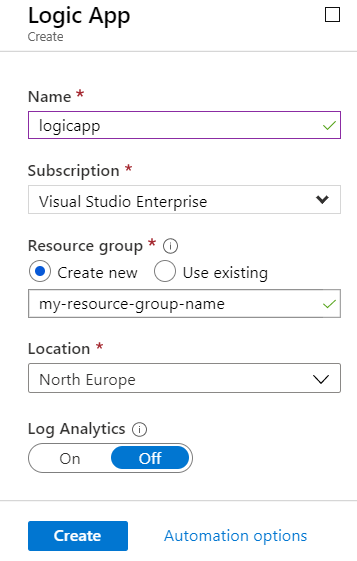 Logic App
Create
Name *
logicapp
Subscription *
Visual Studio Enterprise
Resource group *
Create new Use existing
my-resource-group-name
Location *
North Europe
Log Analytics
On Off
Create Automation options